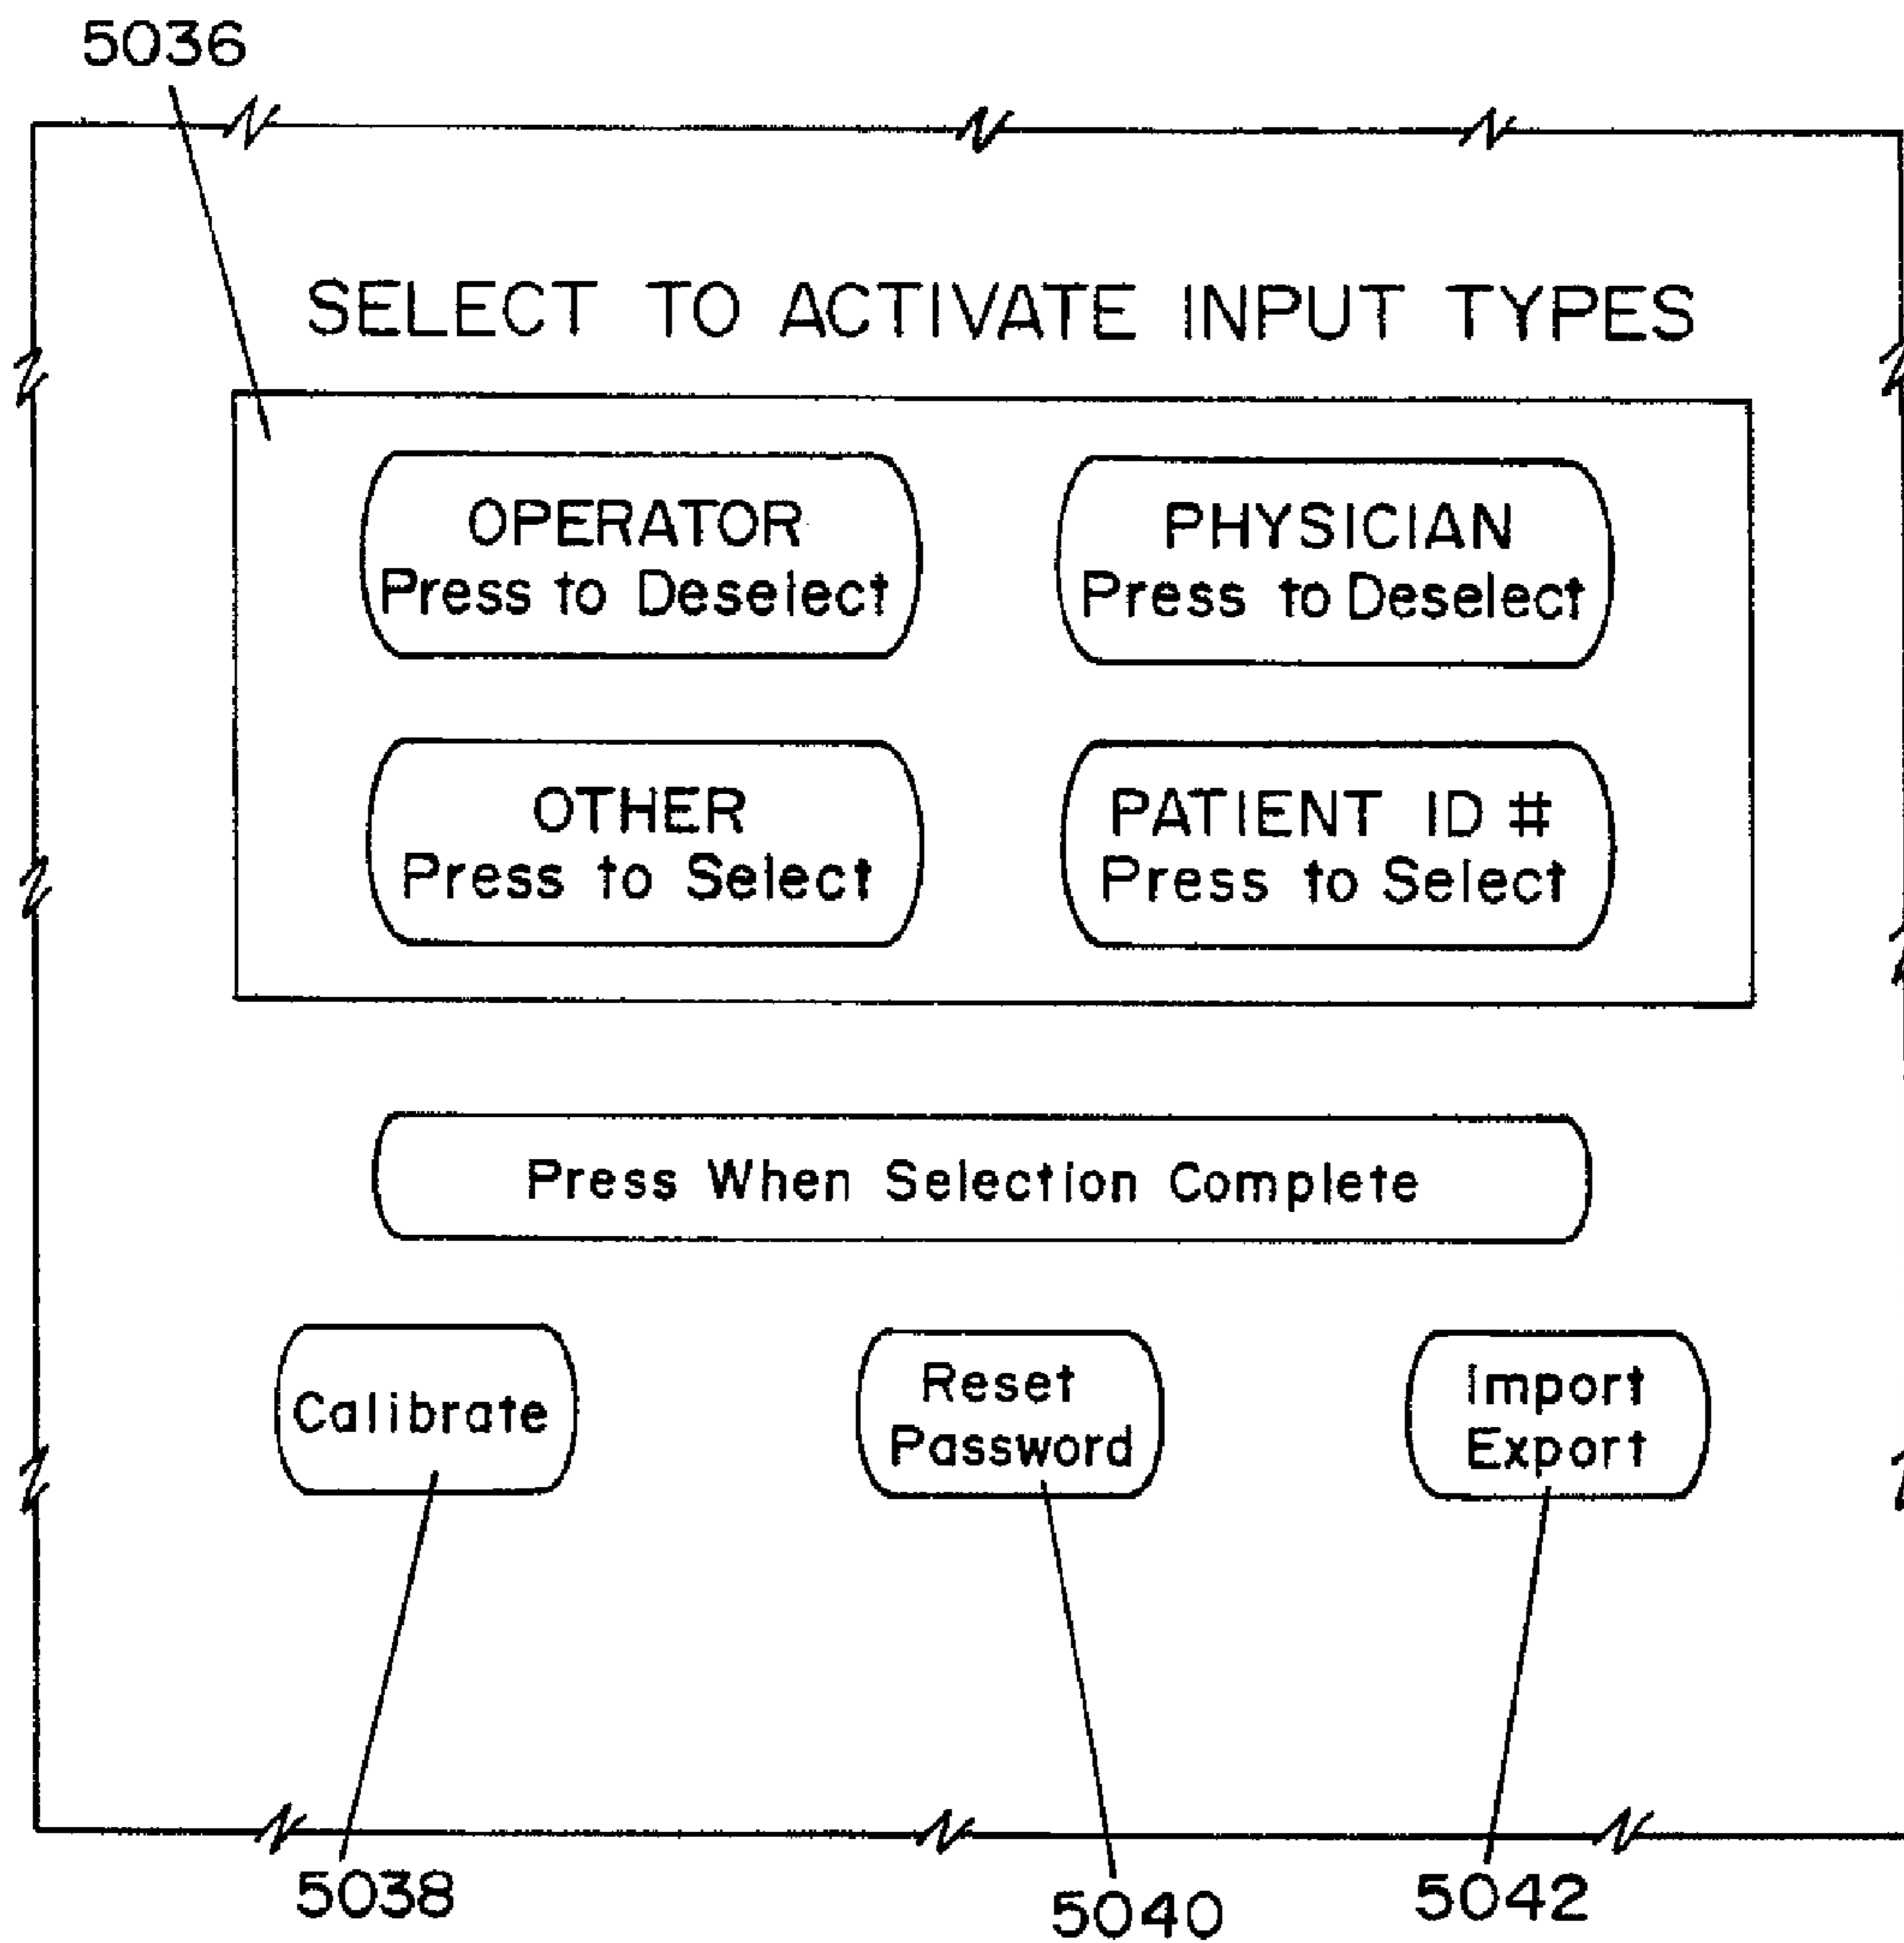 5036
SELECT TO ACTIVATE INPUT TYPES
OPERATOR
Press to Deselect
PHYSICIAN
Press to Deselect
OTHER
Press to Select
PATIENT ID #
Press to Select
Press When Selection Complete
Calibrate
Reset
Password
Import
Export
5038
5040
5042